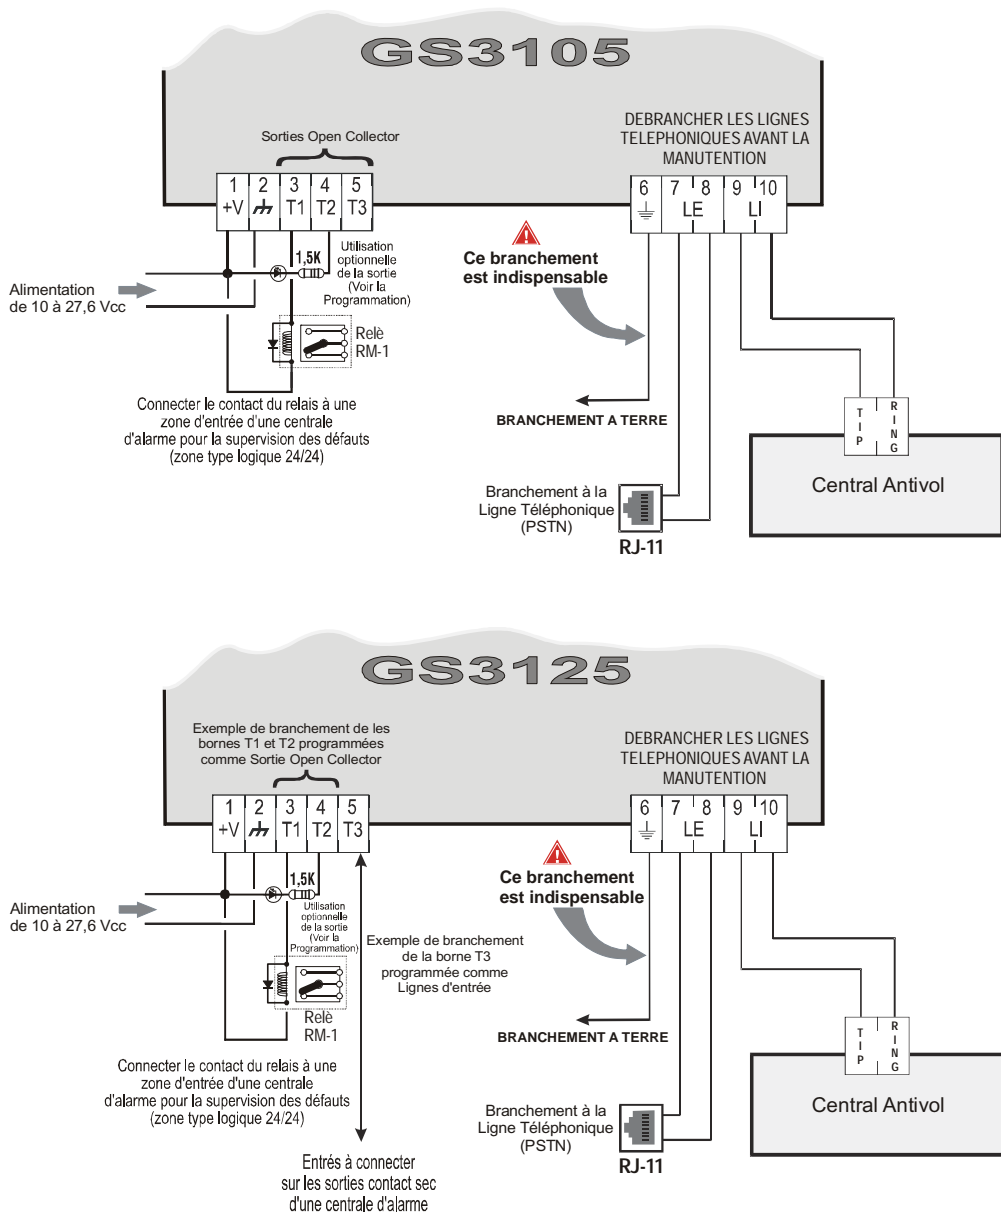 GS3105
Sorties Open Collector
DEBRANCHER LES LIGNES
TELEPHONIQUES AVANT LA
MANUTENTION
1 2 3 4 5
+V T1 T2 T3
6 7 8 9 10
LE LI
1,5K
Utilisation
optionnelle
de la sortie
(Voir la
Programmation)
Alimentation
de 10 à 27,6 Vcc
Relè
RM-1
Connecter le contact du relais à une
zone d'entrée d'une centrale
d'alarme pour la supervision des défauts
(zone type logique 24/24)
Ce branchement
est indispensable
BRANCHEMENT A TERRE
Branchement à la
Ligne Téléphonique
(PSTN)
RJ-11
TIP
RING
Central Antivol
GS3125
Exemple de branchement de les
bornes T1 et T2 programmées
comme Sortie Open Collector
DEBRANCHER LES LIGNES
TELEPHONIQUES AVANT LA
MANUTENTION
1 2 3 4 5
+V T1 T2 T3
6 7 8 9 10
LE LI
1,5K
Utilisation
optionnelle
de la sortie
(Voir la
Programmation)
Alimentation
de 10 à 27,6 Vcc
Relè
RM-1
Exemple de branchement
de la borne T3
programmée comme
Lignes d'entrée
Connecter le contact du relais à une
zone d'entrée d'une centrale
d'alarme pour la supervision des défauts
(zone type logique 24/24)
Entrés à connecter
sur les sorties contact sec
d'une centrale d'alarme
Ce branchement
est indispensable
BRANCHEMENT A TERRE
Branchement à la
Ligne Téléphonique
(PSTN)
RJ-11
TIP
RING
Central Antivol